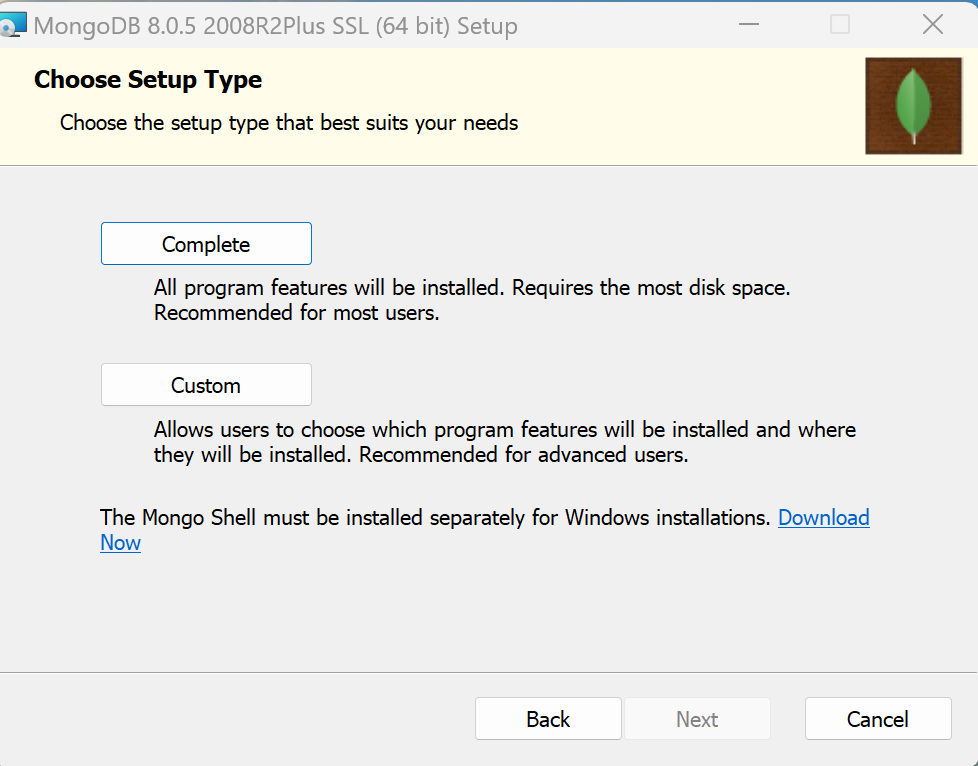 MongoDB 8.0.5 2008R2Plus SSL (64 bit) Setup
Choose Setup Type
Choose the setup type that best suits your needs
Complete
All program features will be installed. Requires the most disk space.
Recommended for most users.
Custom
Allows users to choose which program features will be installed and where
they will be installed. Recommended for advanced users.
The Mongo Shell must be installed separately for Windows installations. Download
Now
Back Next Cancel